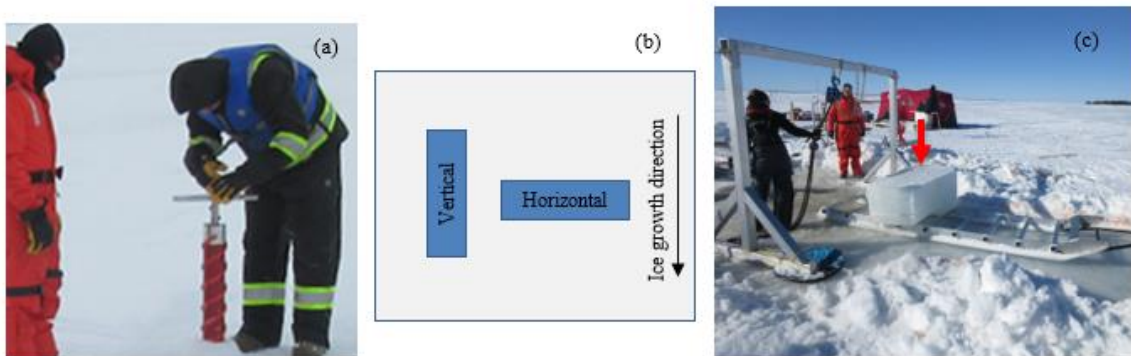 (a)
(b)
Vertical
Horizontal
Ice growth direction
(c)